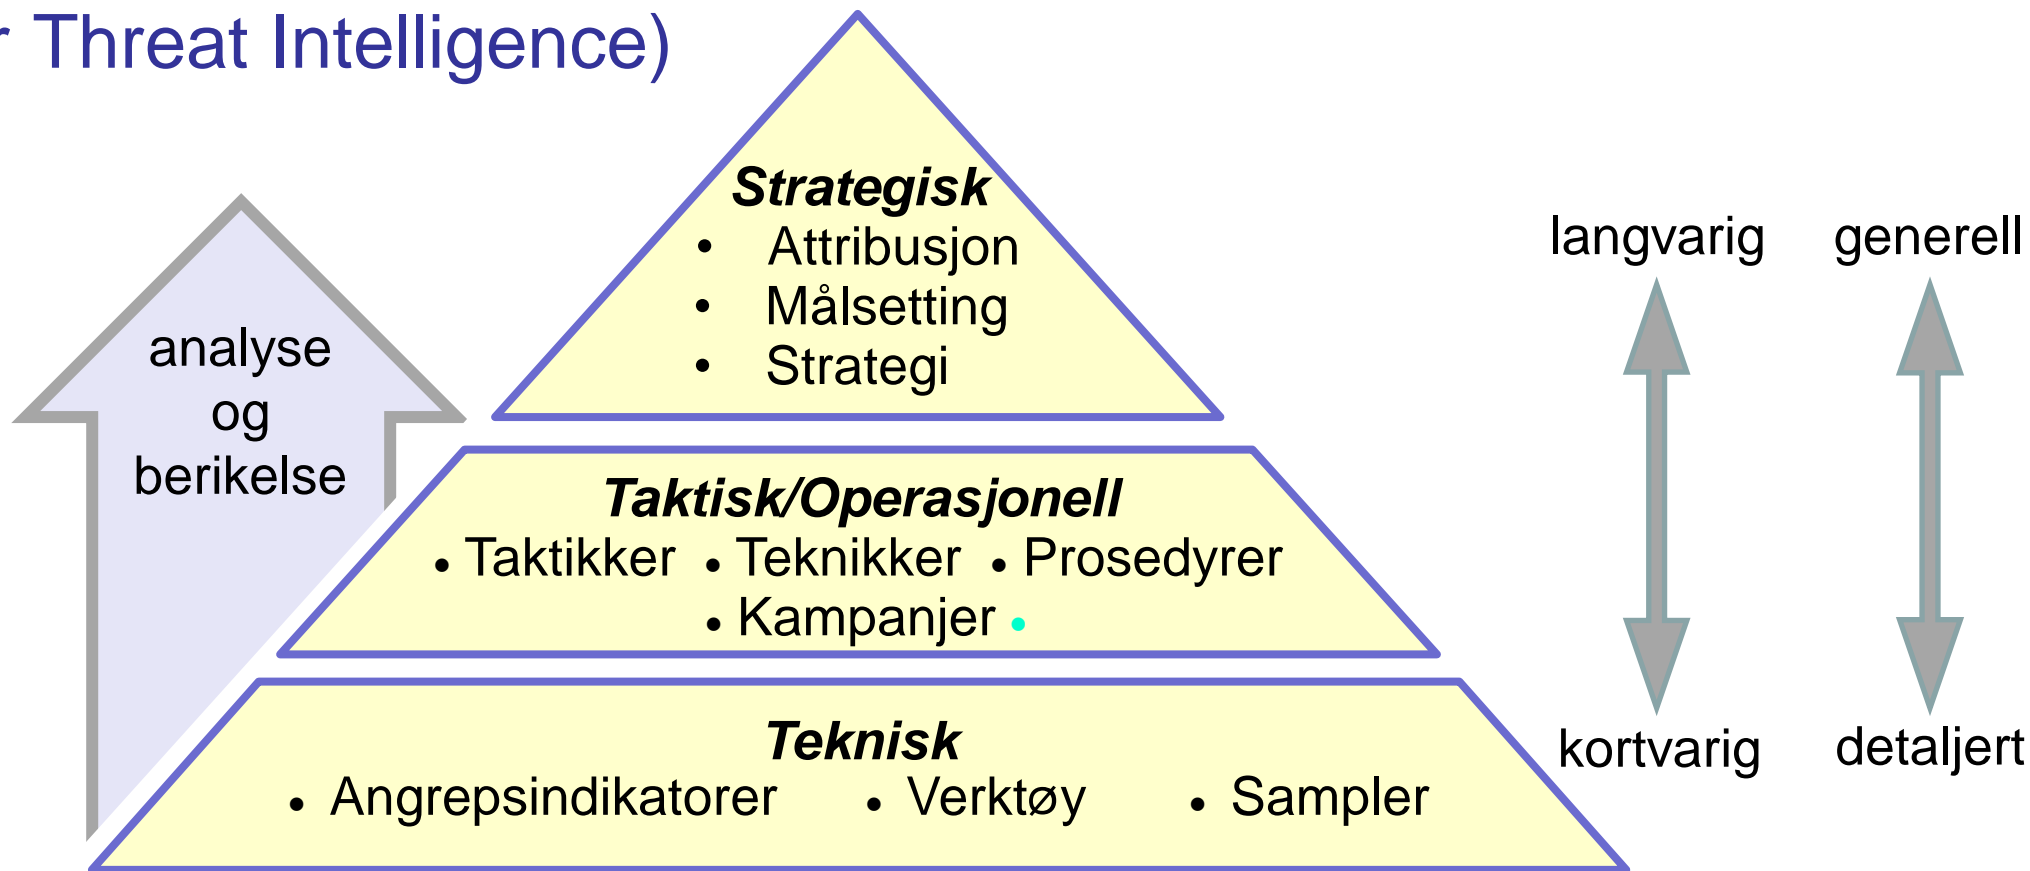 r Threat Intelligence)
Strategisk
• Attribusjon
• Målsetting
• Strategi
analyse
og
berikelse
Taktisk/Operasjonell
• Taktikker • Teknikker • Prosedyrer
• Kampanjer •
Teknisk
• Angrepsindikatorer • Verktøy • Sampler
langvarig generell
kortvarig detaljert